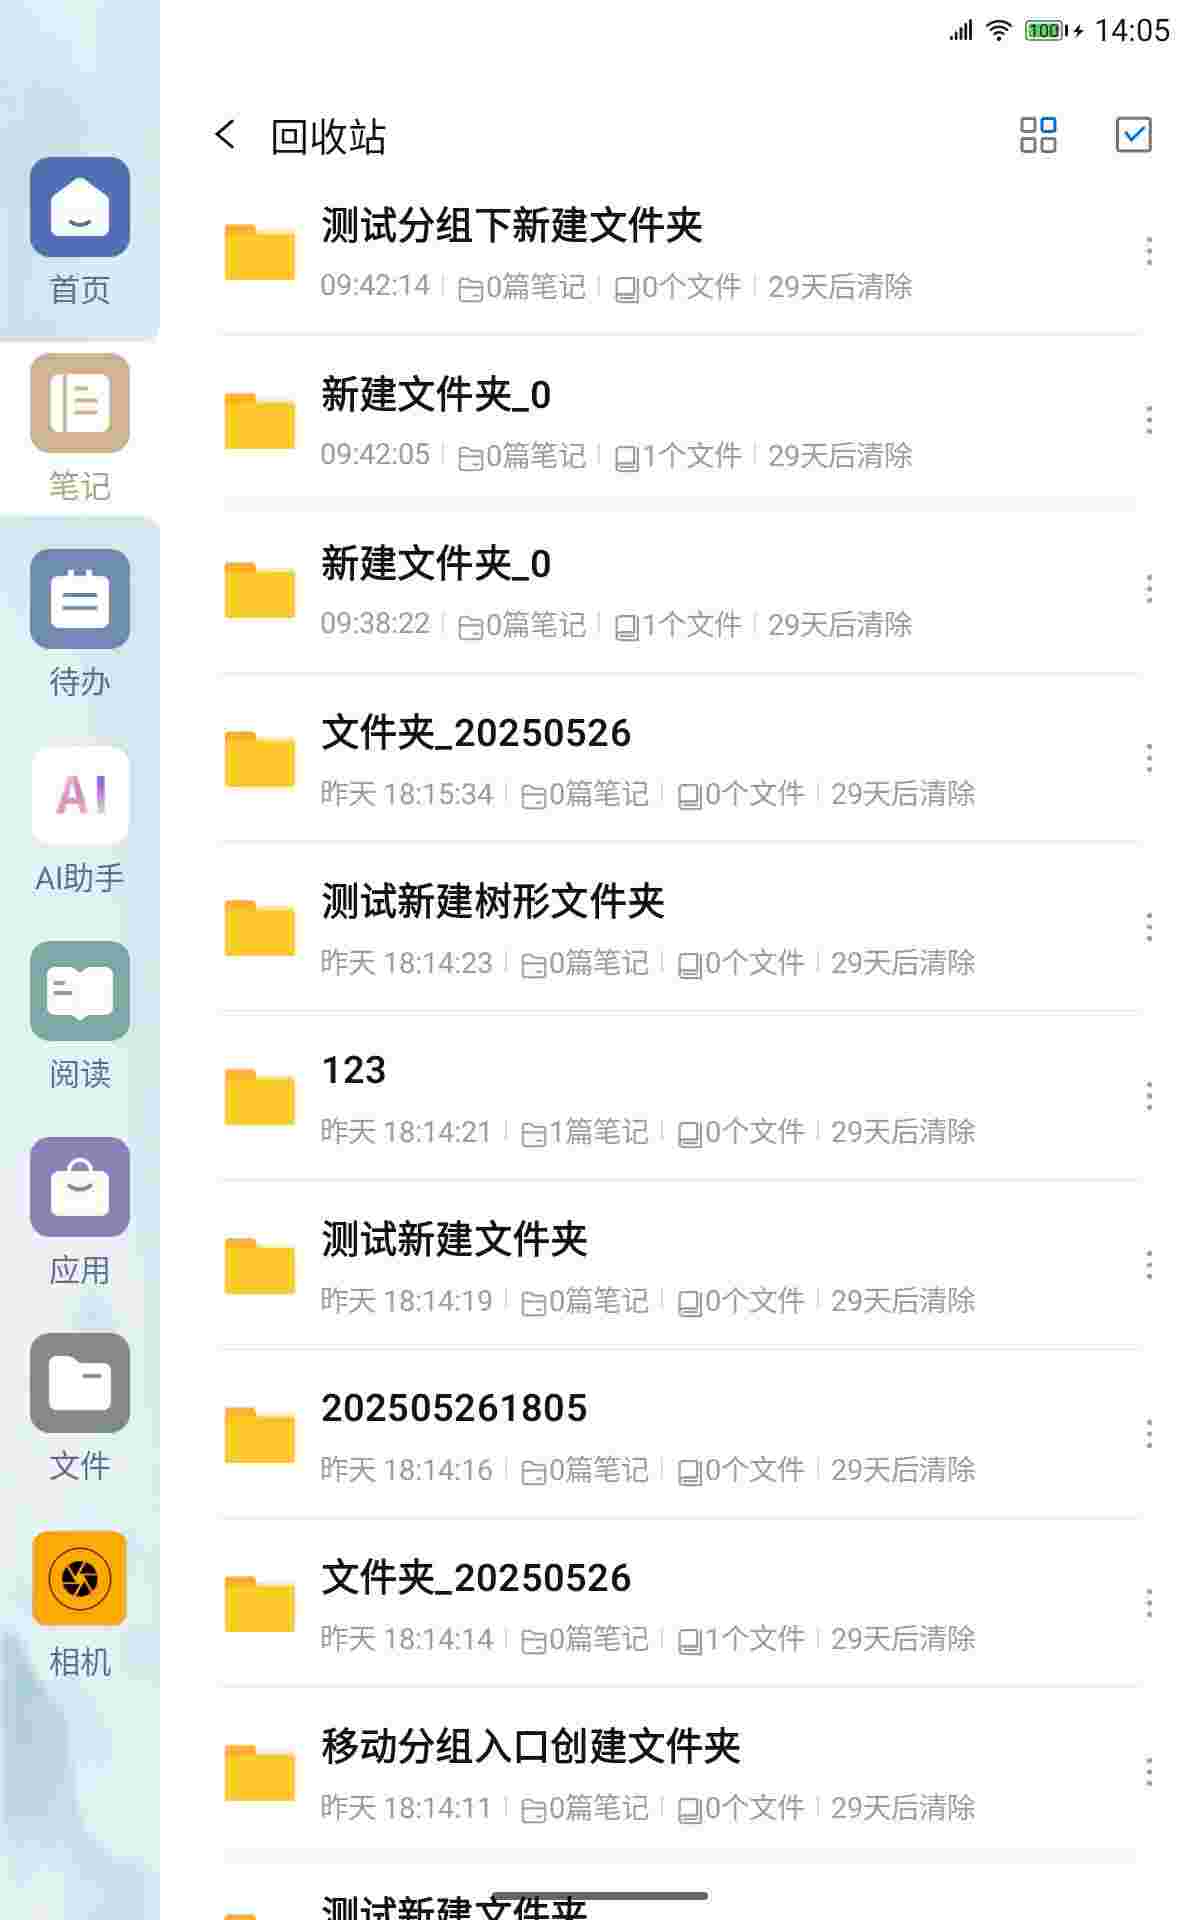 100 14:05
回收站
首页
笔记
待办
AI
AI助手
阅读
应用
文件
相机
测试分组下新建文件夹
09:42:14 0篇笔记 0个文件 29天后清除
新建文件夹_0
09:42:05 0篇笔记 1个文件 29天后清除
新建文件夹_0
09:38:22 0篇笔记 1个文件 29天后清除
文件夹_20250526
昨天 18:15:34 0篇笔记 0个文件 29天后清除
测试新建树形文件夹
昨天 18:14:23 0篇笔记 0个文件 29天后清除
123
昨天 18:14:21 1篇笔记 0个文件 29天后清除
测试新建文件夹
昨天 18:14:19 0篇笔记 0个文件 29天后清除
202505261805
昨天 18:14:16 0篇笔记 0个文件 29天后清除
文件夹_20250526
昨天 18:14:14 0篇笔记 1个文件 29天后清除
移动分组入口创建文件夹
昨天 18:14:11 0篇笔记 0个文件 29天后清除
测试新建文件夹